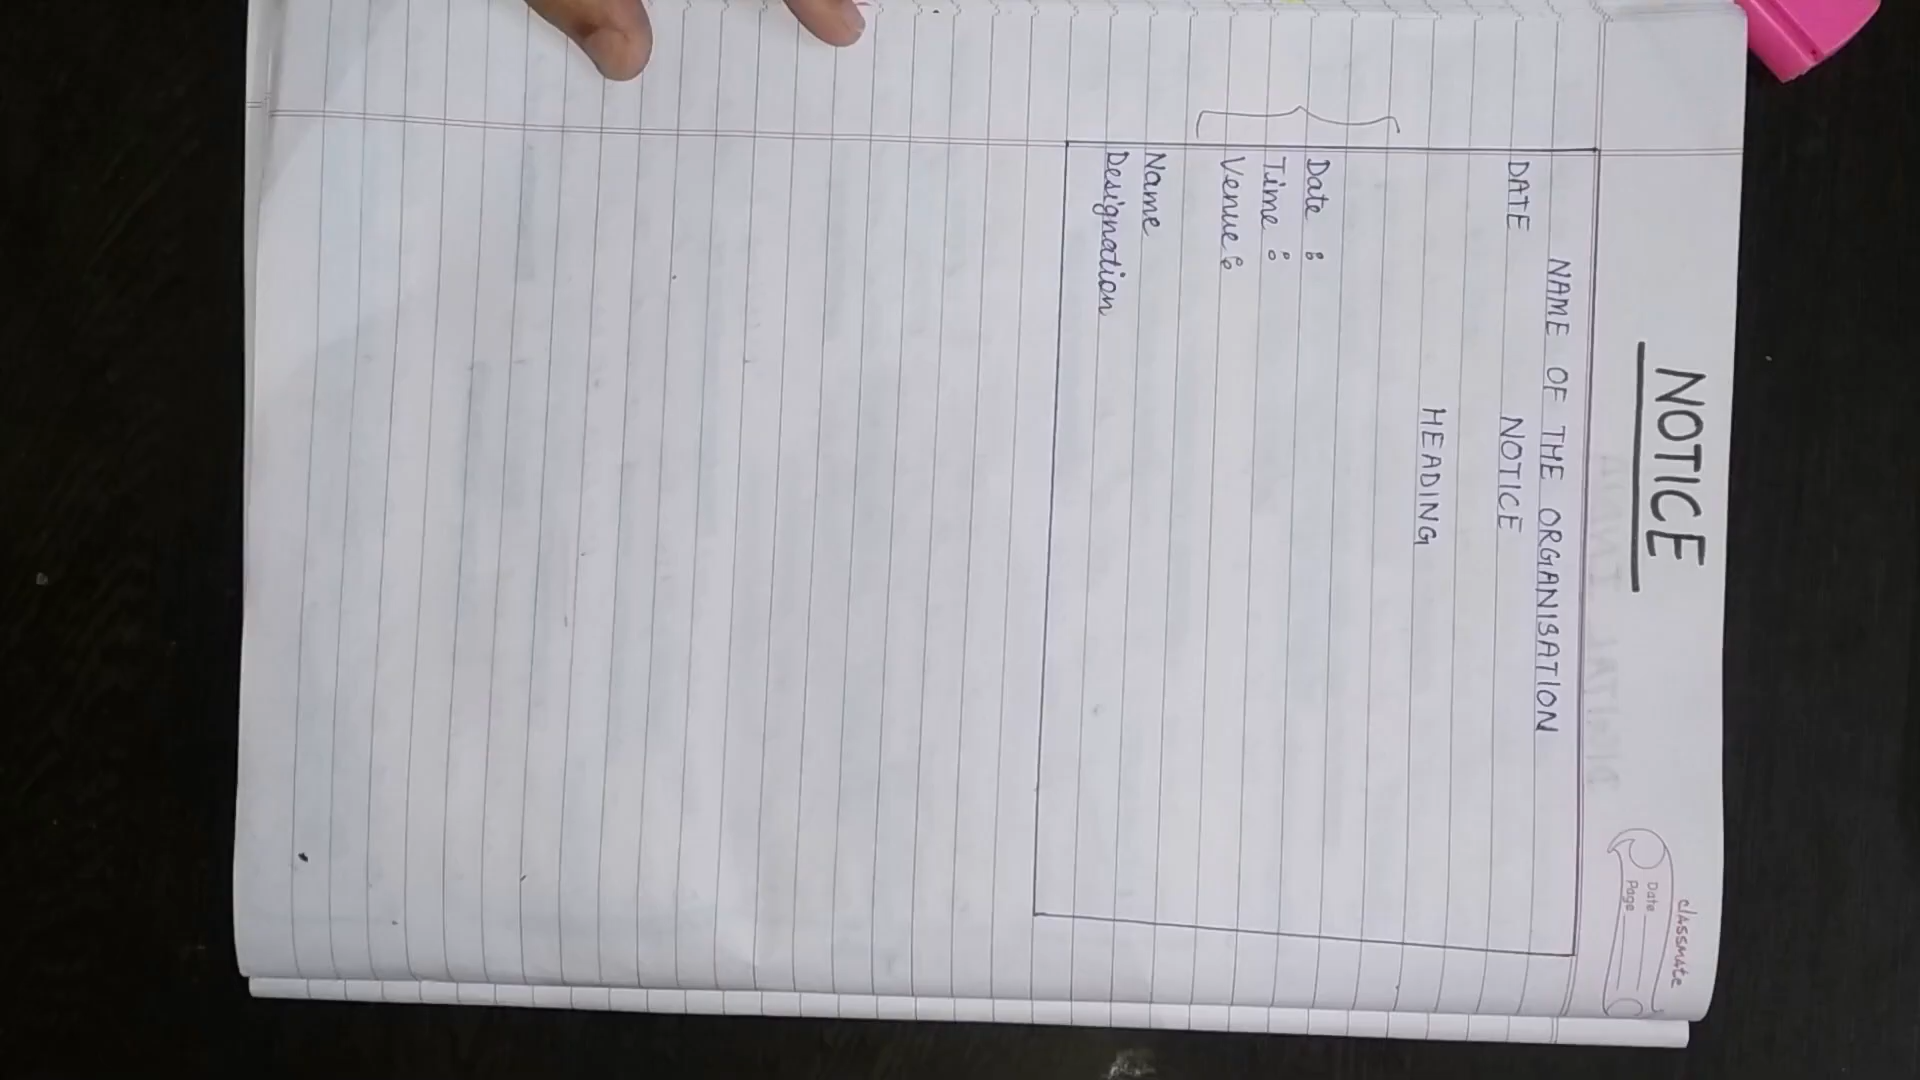 NOTICE
classmate
Date
Page
NAME OF THE ORGANISATION
DATE NOTICE
HEADING
Date :
Time :
Venue :
Name
Designation